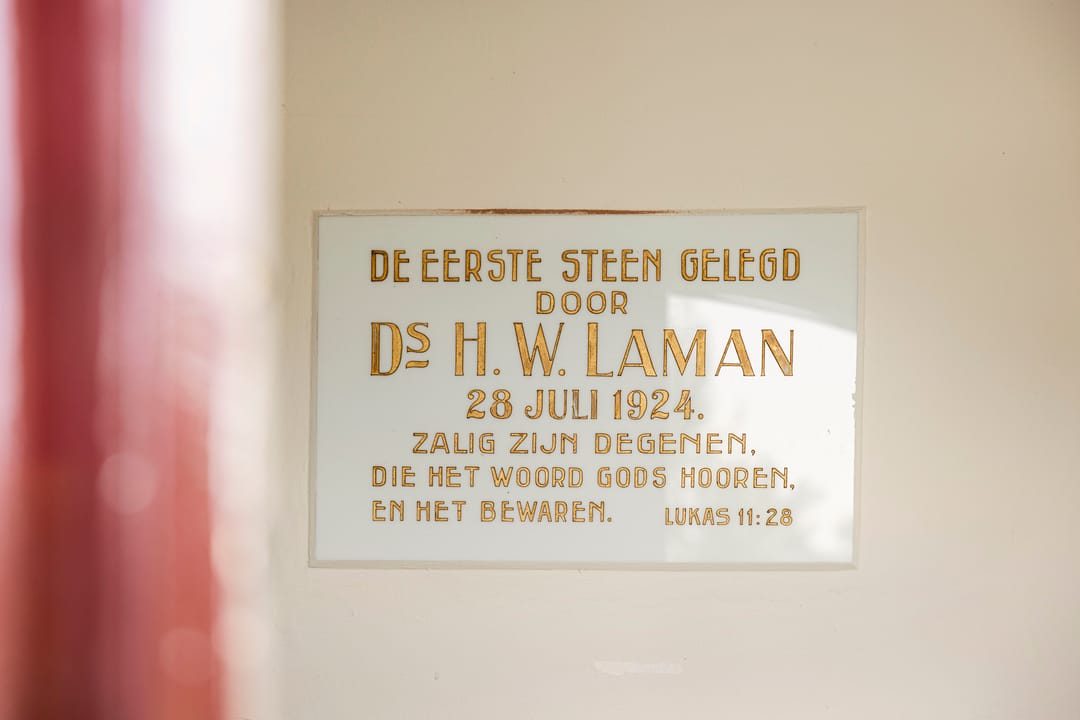 DE EERSTE STEEN GELEGD
DOOR
DS H. W. LAMAN
28 JULI 1924.
ZALIG ZIJN DEGENEN,
DIE HET WOORD GODS HOOREN,
EN HET BEWAREN. LUKAS 11:28